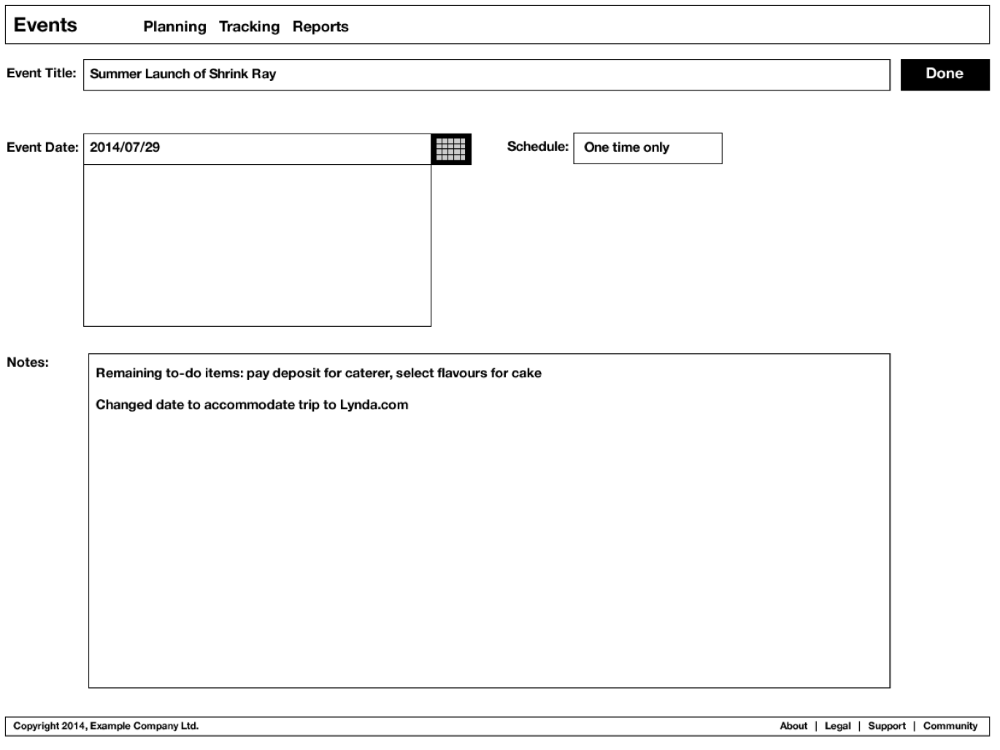 Events Planning Tracking Reports
Event Title: Summer Launch of Shrink Ray Done
Event Date: 2014/07/29 Schedule: One time only
Notes: Remaining to-do items: pay deposit for caterer, select flavours for cake
Changed date to accommodate trip to Lynda.com
Copyright 2014, Example Company Ltd. About | Legal | Support | Community